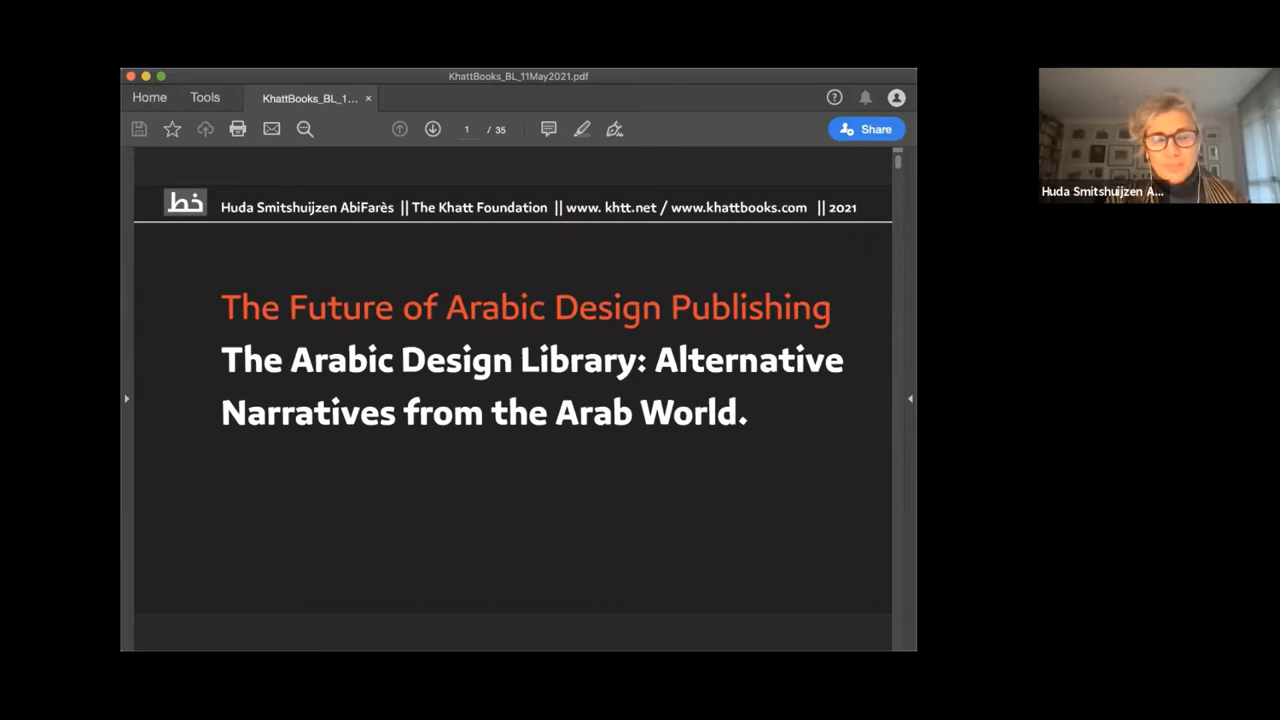 KhattBooks_BL_11May2021.pdf
Home
Tools
KhattBooks_BL_1... ×
1 / 35
Share
خط
Huda Smitshuijzen AbiFarès || The Khatt Foundation || www. khtt.net / www.khattbooks.com || 2021
The Future of Arabic Design Publishing
The Arabic Design Library: Alternative
Narratives from the Arab World.
Huda Smitshuijzen A...